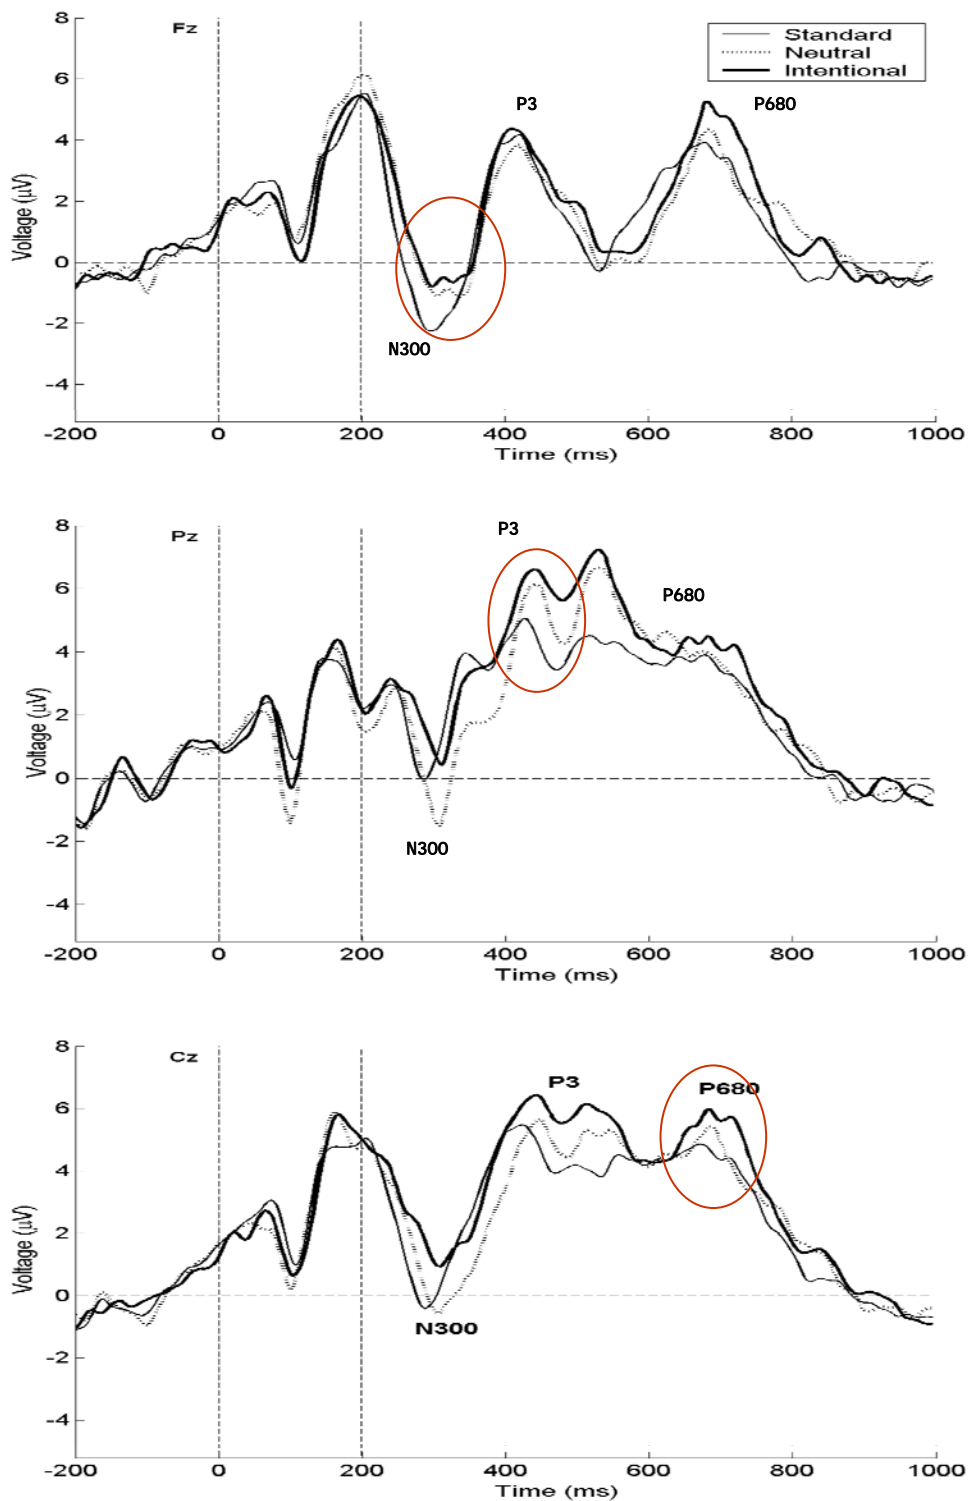 8
Fz
Standard
Neutral
Intentional
6
P3
P680
4
Voltage (μV)
2
0
-2
N300
-4
-200 0 200 400 600 800 1000
Time (ms)
8
Pz
P3
6
P680
4
Voltage (μV)
2
0
-2
N300
-4
-200 0 200 400 600 800 1000
Time (ms)
8
Cz
P3
P680
6
4
Voltage (μV)
2
0
N300
-2
-4
-200 0 200 400 600 800 1000
Time (ms)